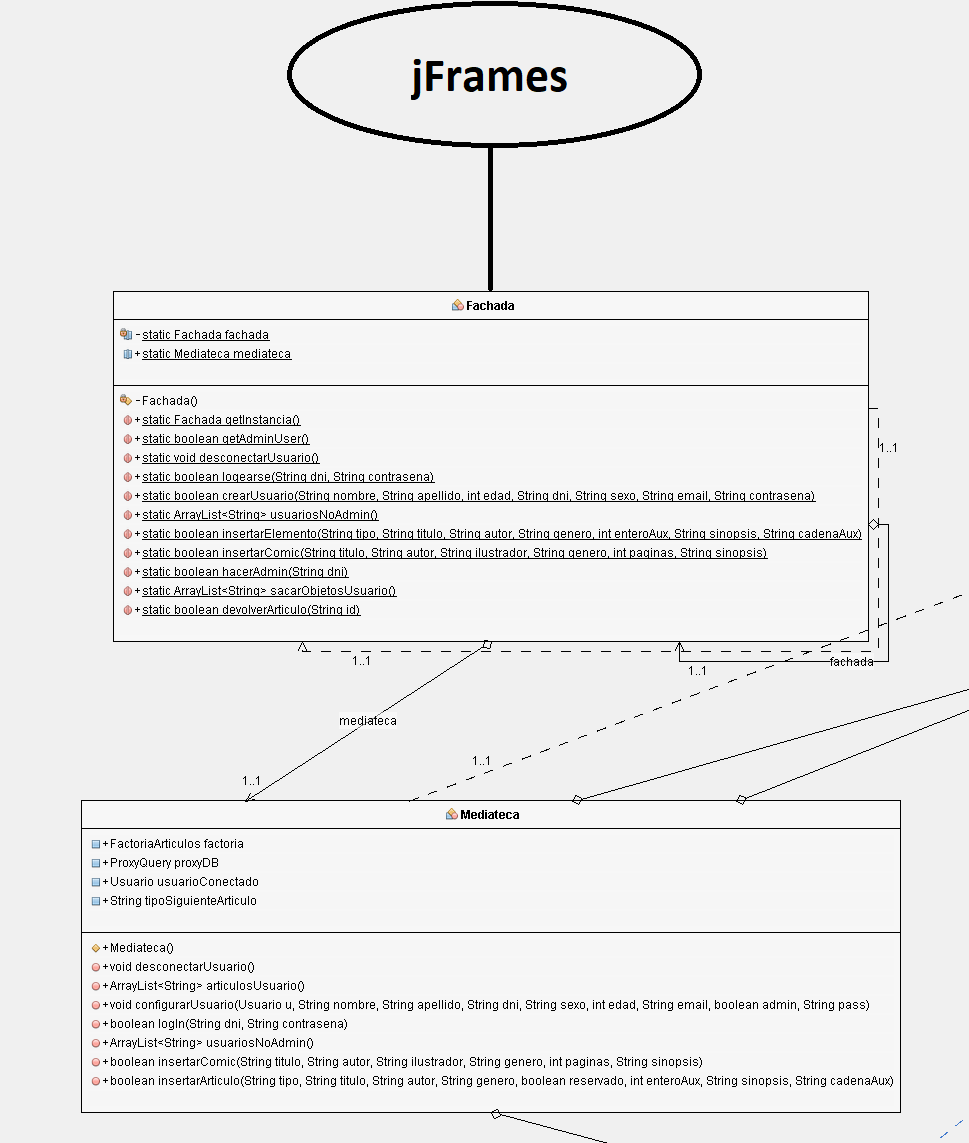 jFrames
Fachada
- static Fachada fachada
+ static Mediateca mediateca
- Fachada()
+ static Fachada getInstancia()
+ static boolean getAdminUser()
+ static void desconectarUsuario()
+ static boolean logearse(String dni, String contrasena)
+ static boolean crearUsuario(String nombre, String apellido, int edad, String dni, String sexo, String email, String contrasena)
+ static ArrayList<String> usuariosNoAdmin()
+ static boolean insertarElemento(String tipo, String titulo, String autor, String genero, int enteroAux, String sinopsis, String cadenaAux)
+ static boolean insertarComic(String titulo, String autor, String ilustrador, String genero, int paginas, String sinopsis)
+ static boolean hacerAdmin(String dni)
+ static ArrayList<String> sacarObjetosUsuario()
+ static boolean devolverArticulo(String id)
1..1
1..1
1..1
fachada
mediateca
1..1
1..1
Mediateca
+ FactoriaArticulos factoria
+ ProxyQuery proxyDB
+ Usuario usuarioConectado
+ String tipoSiguienteArticulo
+ Mediateca()
+ void desconectarUsuario()
+ ArrayList<String> articulosUsuario()
+ void configurarUsuario(Usuario u, String nombre, String apellido, String dni, String sexo, int edad, String email, boolean admin, String pass)
+ boolean logIn(String dni, String contrasena)
+ ArrayList<String> usuariosNoAdmin()
+ boolean insertarComic(String titulo, String autor, String ilustrador, String genero, int paginas, String sinopsis)
+ boolean insertarArticulo(String tipo, String titulo, String autor, String genero, boolean reservado, int enteroAux, String sinopsis, String cadenaAux)